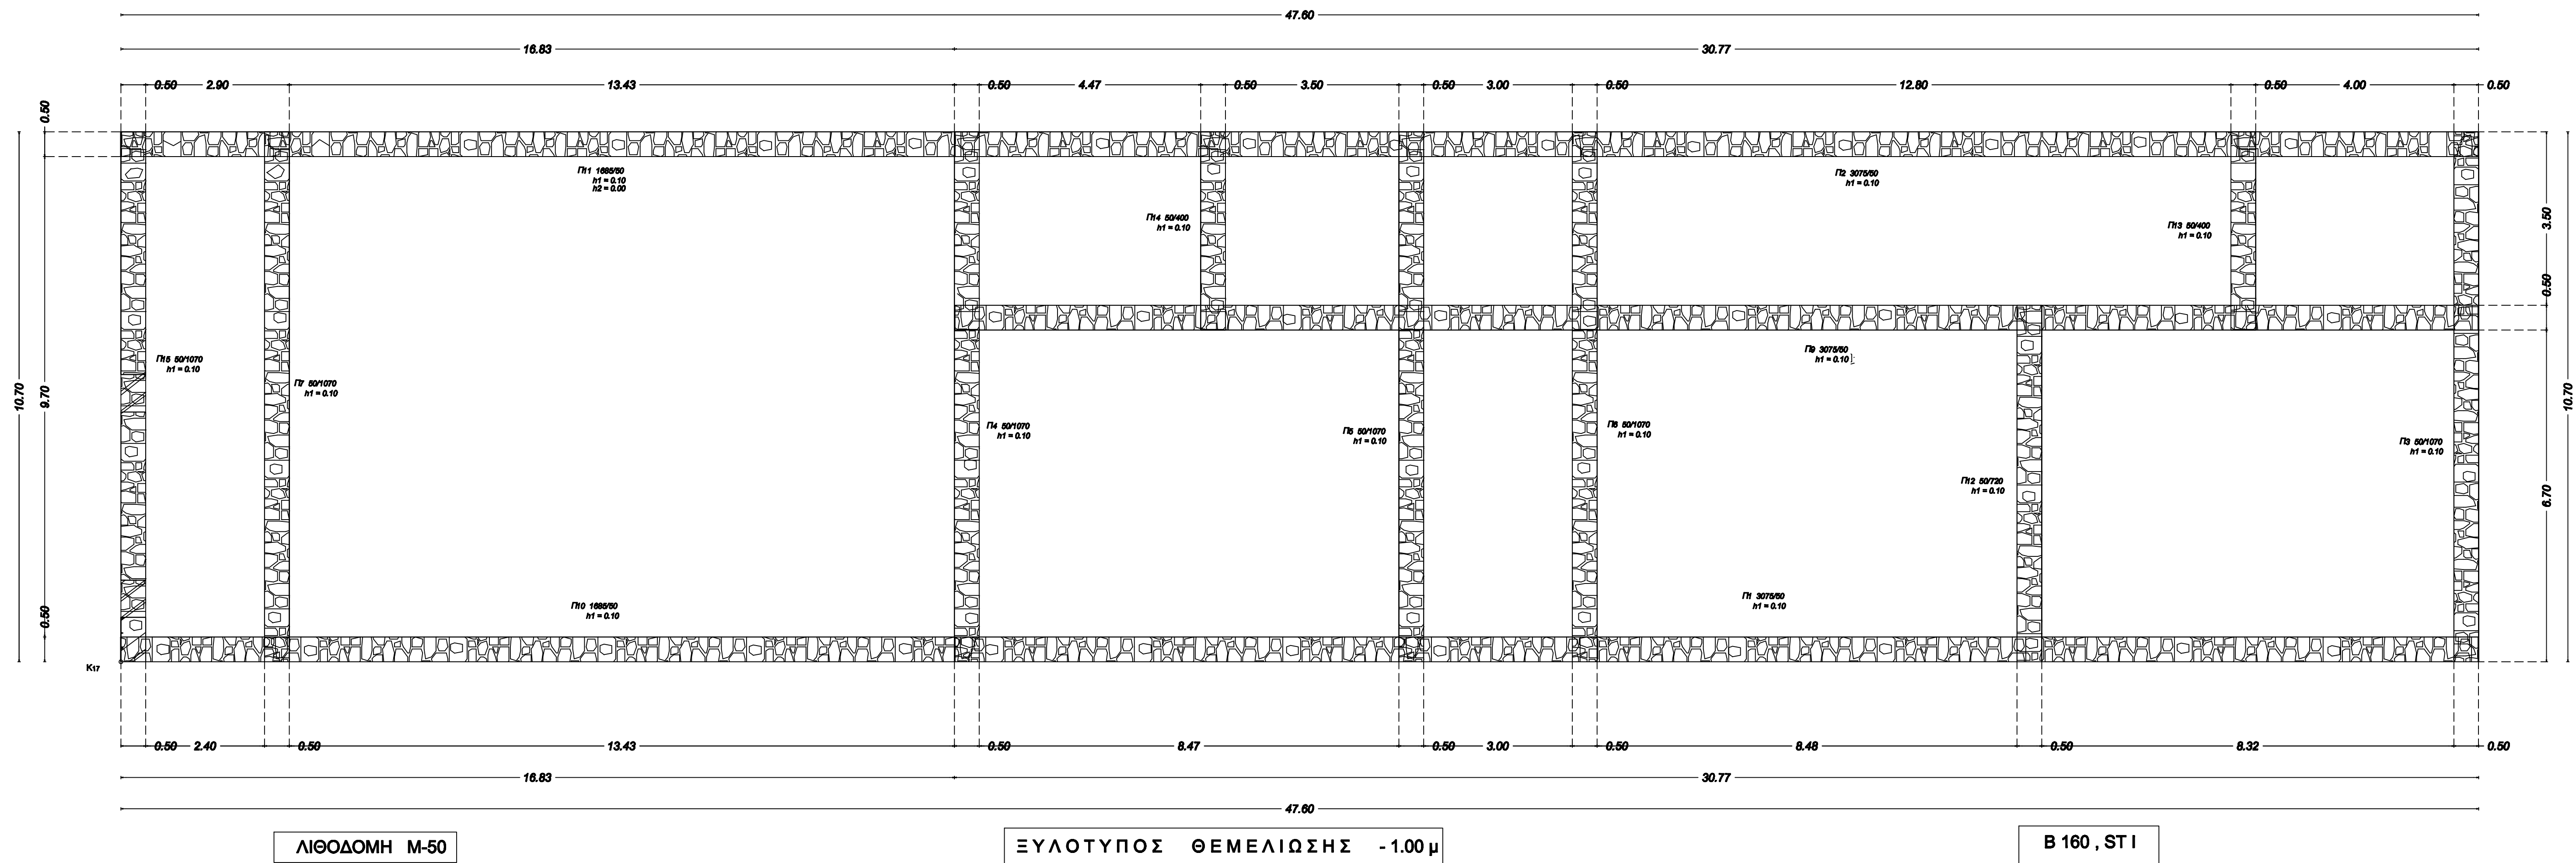 47.60
16.83 30.77
0.50 2.90 13.43 0.50 4.47 0.50 3.50 0.50 3.00 0.50 12.80 0.50 4.00 0.50
0.50
Π11 1685/50
h1 = 0.10
h2 = 0.00
Π2 3075/50
h1 = 0.10
Π14 50/400
h1 = 0.10
Π13 50/400
h1 = 0.10
3.50
0.50
Π15 50/1070
h1 = 0.10
Π9 3075/50
h1 = 0.10
Π7 50/1070
h1 = 0.10
10.70
9.70
10.70
Π4 50/1070
h1 = 0.10
Π5 50/1070
h1 = 0.10
Π6 50/1070
h1 = 0.10
Π3 50/1070
h1 = 0.10
Π12 50/720
h1 = 0.10
6.70
Π10 1685/50
h1 = 0.10
Π1 3075/50
h1 = 0.10
0.50
K17
0.50 2.40 0.50 13.43 0.50 8.47 0.50 3.00 0.50 8.48 0.50 8.32 0.50
16.83 30.77
47.60
ΛΙΘΟΔΟΜΗ Μ-50
ΞΥΛΟΤΥΠΟΣ ΘΕΜΕΛΙΩΣΗΣ - 1.00 μ
B 160 , ST I